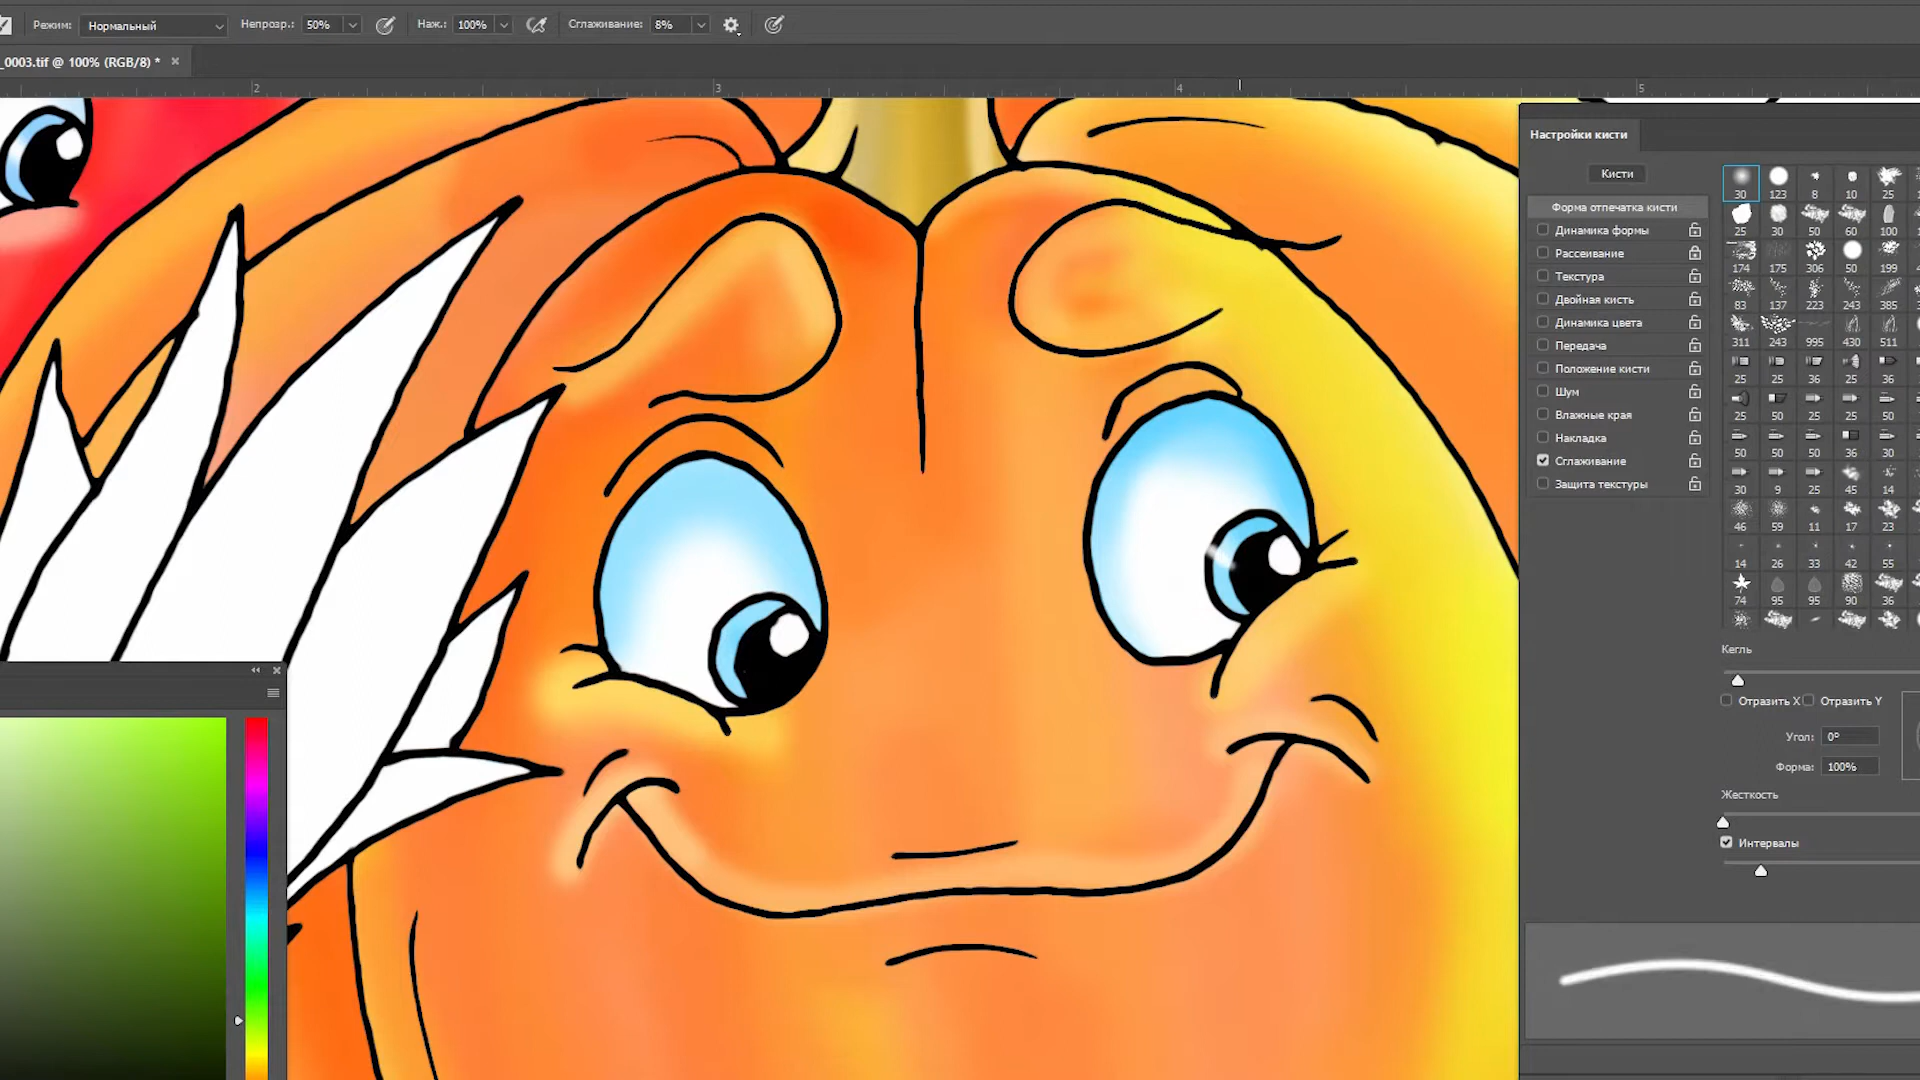 Режим: Нормальный Непрозр.: 50% Наж.: 100% Сглаживание: 8%
_0003.tif @ 100% (RGB/8) * ×
2 3 4 5
Настройки кисти
Кисти
Форма отпечатка кисти
Динамика формы
Рассеивание
Текстура
Двойная кисть
Динамика цвета
Передача
Положение кисти
Шум
Влажные края
Накладка
Сглаживание
Защита текстуры
30 123 8 10 25
25 30 50 60 100
174 175 306 50 199
83 137 223 243 385
311 243 995 430 511
25 25 36 25 36
25 50 25 25 50
50 50 50 36 30
30 9 25 45 14
46 59 11 17 23
14 26 33 42 55
74 95 95 90 36
Кегль
Отразить X Отразить Y
Угол: 0º
Форма: 100%
Жесткость
Интервалы